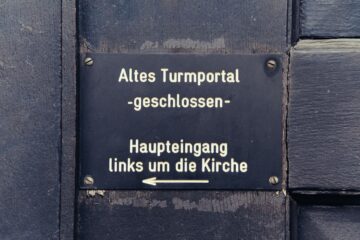 Altes Turmportal
-geschlossen-
Haupteingang
links um die Kirche